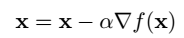 𝐱 = 𝐱 − α∇f(𝐱)